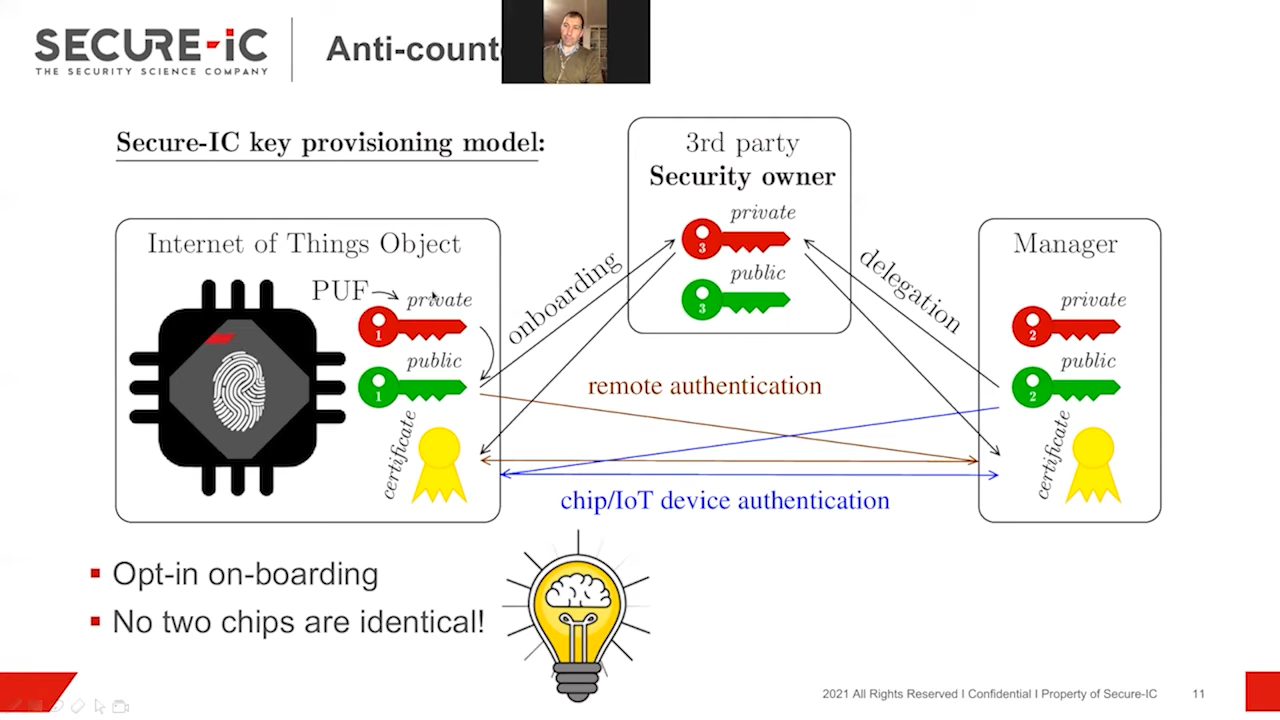 SECURE-iC
THE SECURITY SCIENCE COMPANY
Secure-IC key provisioning model:
3rd party
Security owner
private
3
public
3
Internet of Things Object
PUF
private
1
public
1
certificate
onboarding
delegation
remote authentication
chip/IoT device authentication
Manager
private
2
public
2
certificate
Opt-in on-boarding
No two chips are identical!
2021 All Rights Reserved I Confidential I Property of Secure-IC
11